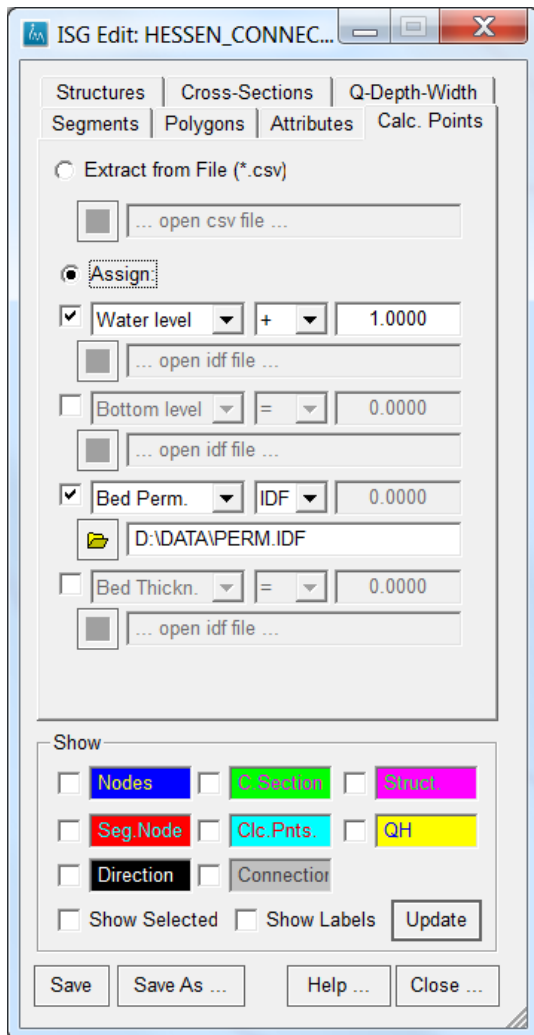 ISG Edit: HESSEN_CONNEC...
Structures Cross-Sections Q-Depth-Width
Segments Polygons Attributes Calc. Points
Extract from File (*.csv)
... open csv file ...
Assign:
Water level + 1.0000
... open idf file ...
Bottom level = 0.0000
... open idf file ...
Bed Perm. IDF 0.0000
D:\DATA\PERM.IDF
Bed Thickn. = 0.0000
... open idf file ...
Show
Nodes C.Section Struct.
Seg.Node Clc.Pnts. QH
Direction Connection
Show Selected Show Labels Update
Save Save As ... Help ... Close ...